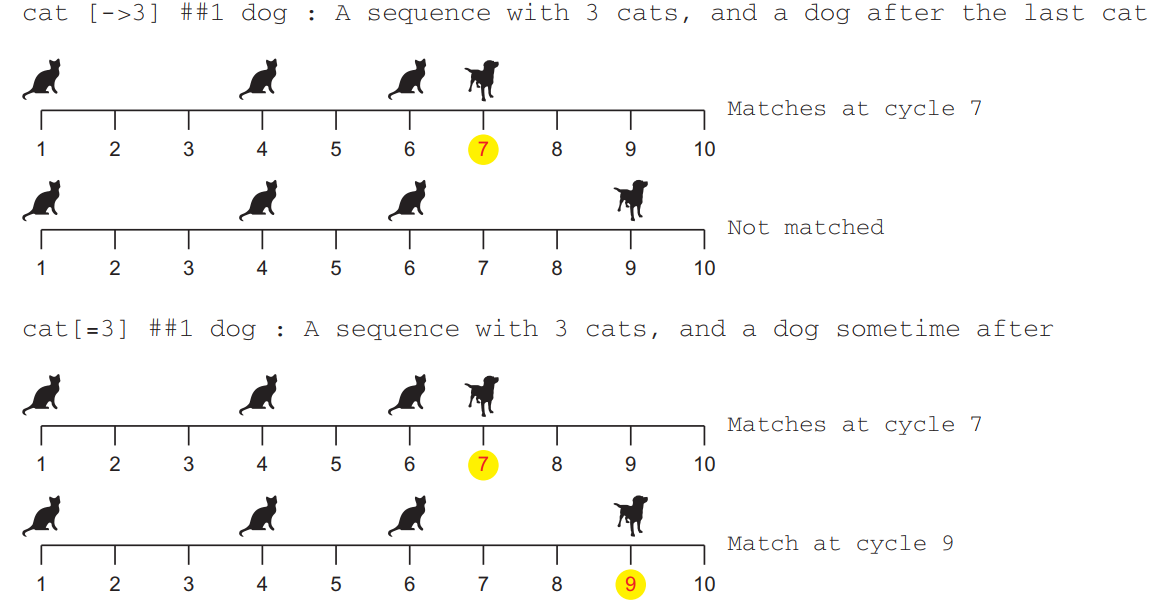 cat [->3] ##1 dog : A sequence with 3 cats, and a dog after the last cat
Matches at cycle 7
1 2 3 4 5 6 7 8 9 10
Not matched
1 2 3 4 5 6 7 8 9 10
cat[=3] ##1 dog : A sequence with 3 cats, and a dog sometime after
Matches at cycle 7
1 2 3 4 5 6 7 8 9 10
Match at cycle 9
1 2 3 4 5 6 7 8 9 10